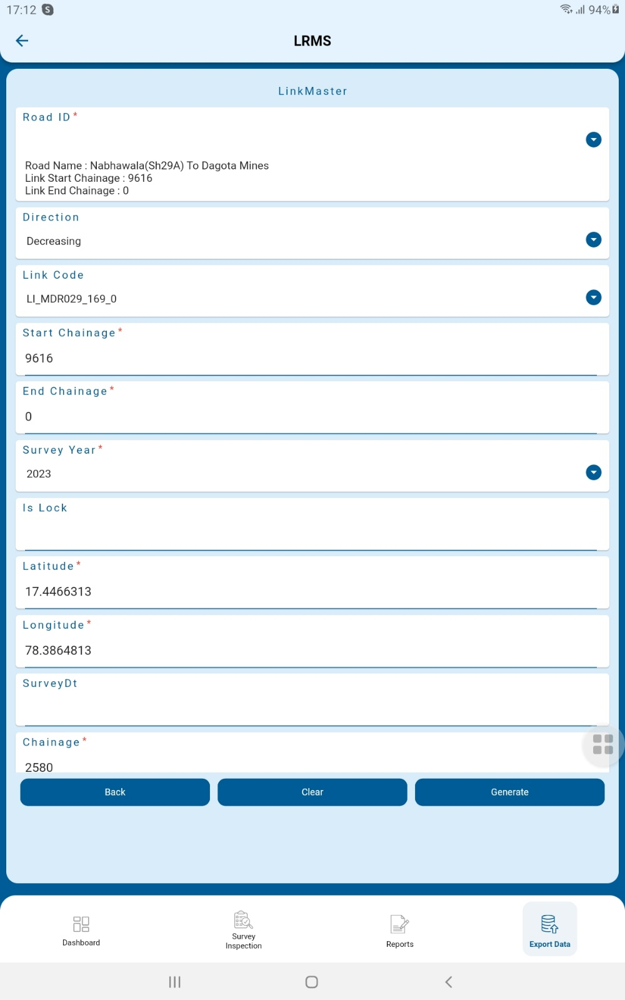 17:12 S 94%
LRMS
LinkMaster
Road ID*
Road Name : Nabhawala(Sh29A) To Dagota Mines
Link Start Chainage : 9616
Link End Chainage : 0
Direction
Decreasing
Link Code
LI_MDR029_169_0
Start Chainage*
9616
End Chainage*
0
Survey Year*
2023
Is Lock
Latitude*
17.4466313
Longitude*
78.3864813
SurveyDt
Chainage*
2580
Back Clear Generate
Dashboard
Survey
Inspection
Reports
Export Data